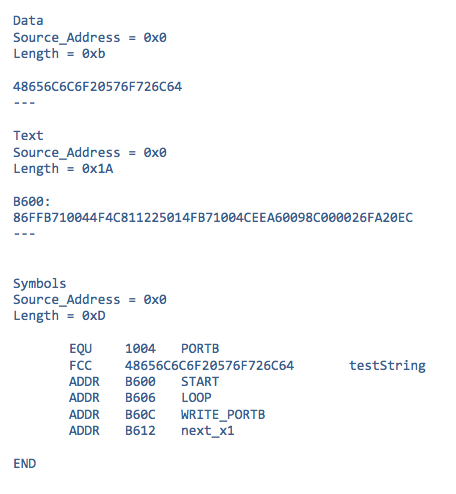 Data
Source_Address = 0x0
Length = 0xb
48656C6C6F20576F726C64
---
Text
Source_Address = 0x0
Length = 0x1A
B600:
86FFB710044F4C811225014FB71004CEEA60098C000026FA20EC
---
Symbols
Source_Address = 0x0
Length = 0xD
EQU 1004 PORTB
FCC 48656C6C6F20576F726C64 testString
ADDR B600 START
ADDR B606 LOOP
ADDR B60C WRITE_PORTB
ADDR B612 next_x1
END